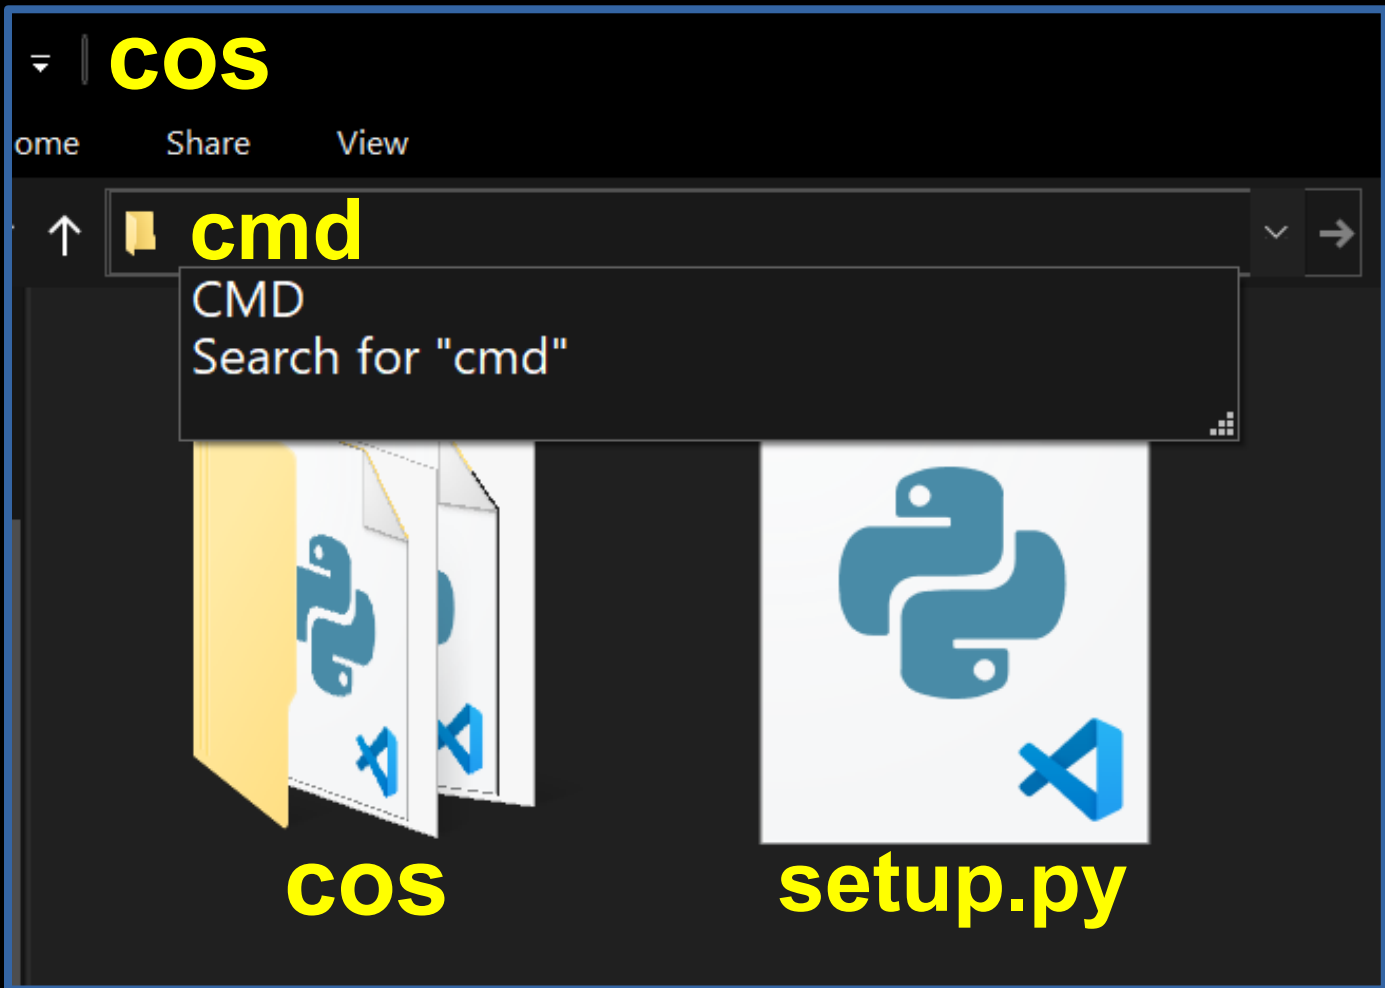 cos
ome Share View
cmd
CMD
Search for "cmd"
cos setup.py